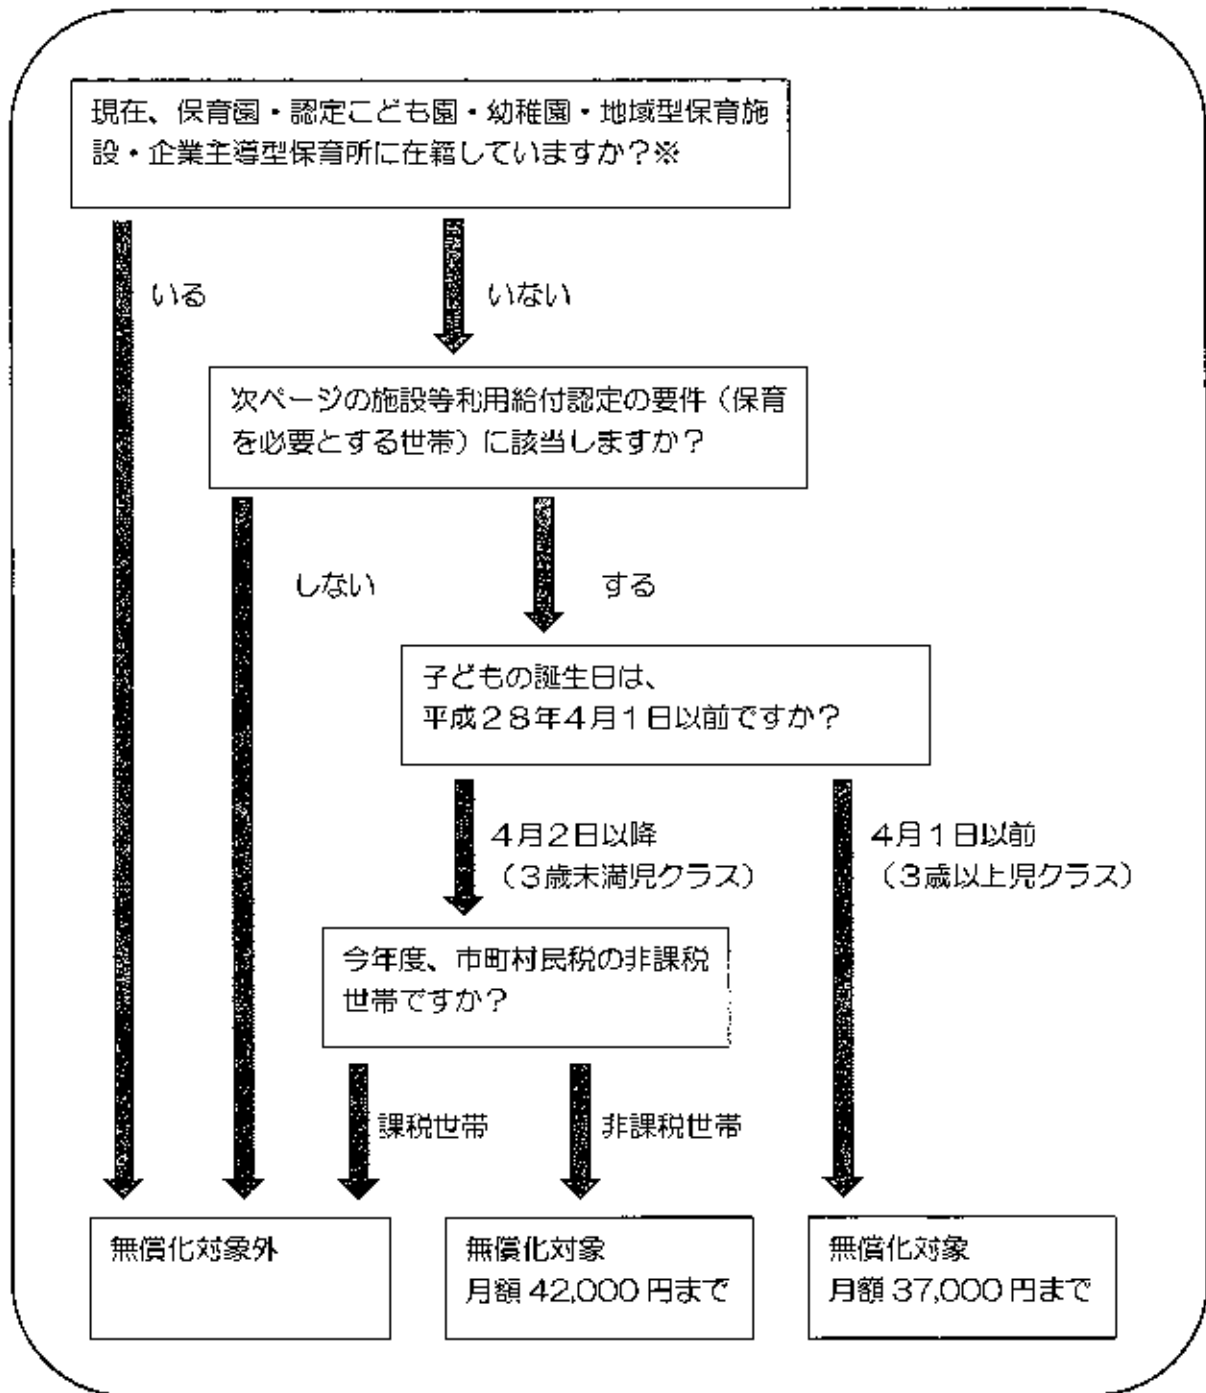 現在、保育園・認定こども園・幼稚園・地域型保育施
設・企業主導型保育所に在籍していますか？※
いる
いない
次ページの施設等利用給付認定の要件（保育
を必要とする世帯）に該当しますか？
しない
する
子どもの誕生日は、
平成２８年４月１日以前ですか？
４月２日以降
（３歳未満児クラス）
４月１日以前
（３歳以上児クラス）
今年度、市町村民税の非課税
世帯ですか？
課税世帯
非課税世帯
無償化対象外
無償化対象
月額 42,000 円まで
無償化対象
月額 37,000 円まで